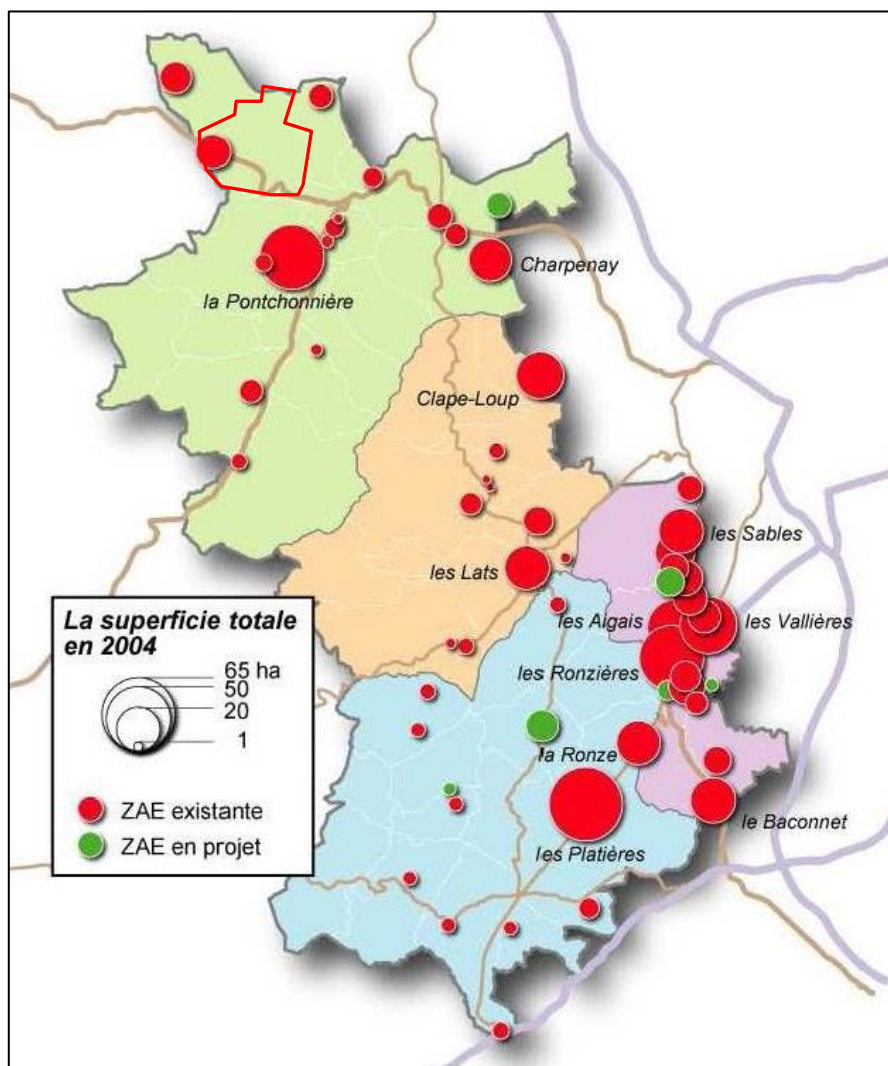 Charpenay
la Pontchonnière
Clape-Loup
les Sables
les Lats
les Aigais
les Vallières
La superficie totale
en 2004
65 ha
50
20
1
les Ronzières
la Ronze
ZAE existante
le Baconnet
ZAE en projet
les Platières